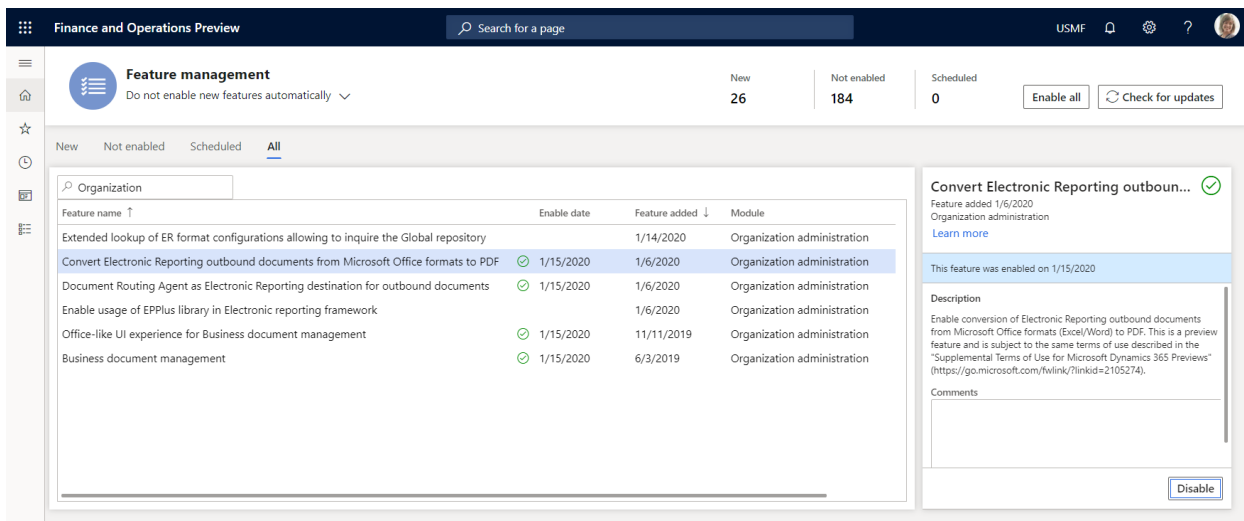 Finance and Operations Preview
Search for a page
USMF
?
Feature management
Do not enable new features automatically
New
26
Not enabled
184
Scheduled
0
Enable all
Check for updates
New Not enabled Scheduled All
Organization
Feature name ↑ Enable date Feature added ↓ Module
Extended lookup of ER format configurations allowing to inquire the Global repository 1/14/2020 Organization administration
Convert Electronic Reporting outbound documents from Microsoft Office formats to PDF 1/15/2020 1/6/2020 Organization administration
Document Routing Agent as Electronic Reporting destination for outbound documents 1/15/2020 1/6/2020 Organization administration
Enable usage of EPPlus library in Electronic reporting framework 1/6/2020 Organization administration
Office-like UI experience for Business document management 1/15/2020 11/11/2019 Organization administration
Business document management 1/15/2020 6/3/2019 Organization administration
Convert Electronic Reporting outboun...
Feature added 1/6/2020
Organization administration
Learn more
This feature was enabled on 1/15/2020
Description
Enable conversion of Electronic Reporting outbound documents
from Microsoft Office formats (Excel/Word) to PDF. This is a preview
feature and is subject to the same terms of use described in the
"Supplemental Terms of Use for Microsoft Dynamics 365 Previews"
(https://go.microsoft.com/fwlink/?linkid=2105274).
Comments
Disable